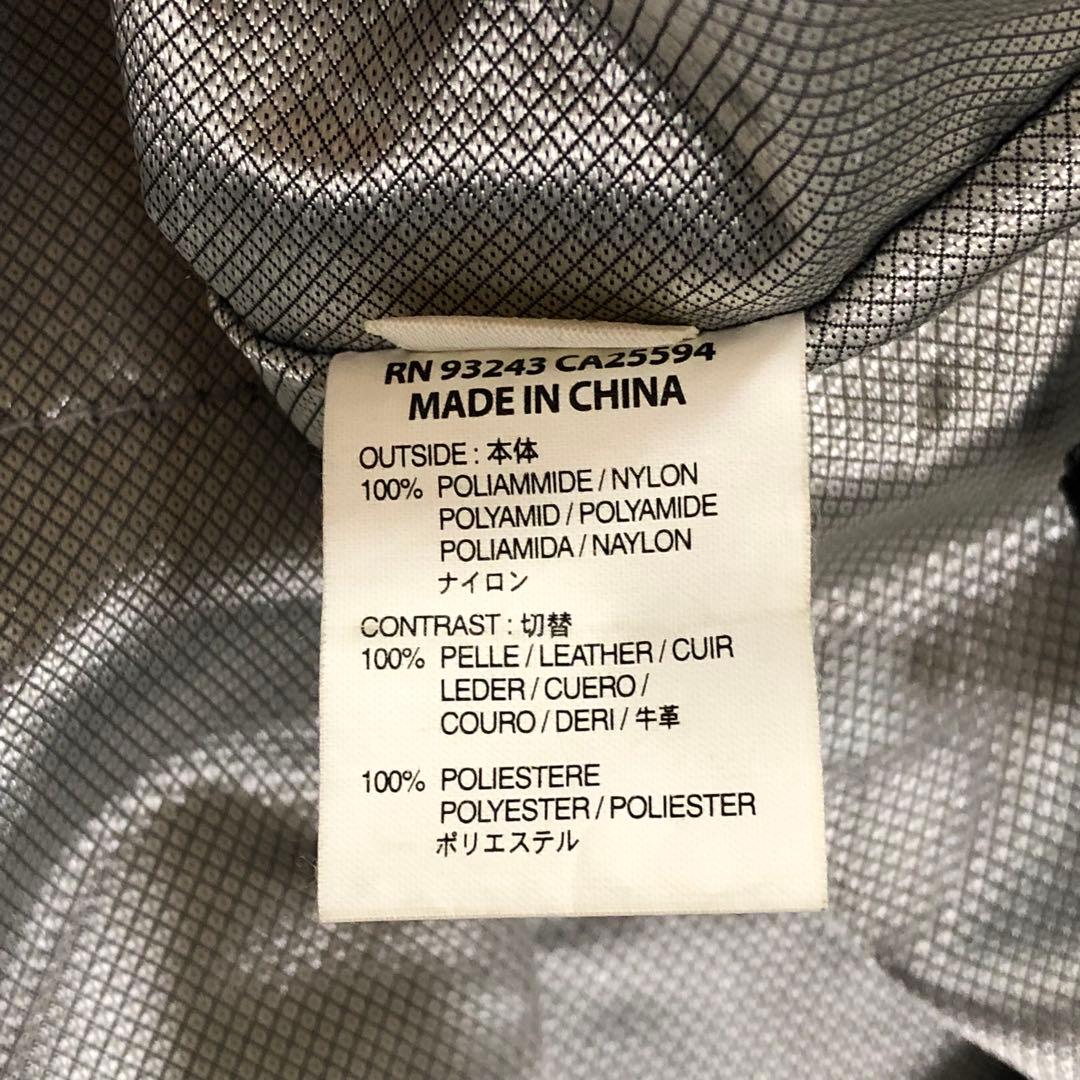 RN 93243 CA25594
MADE IN CHINA
OUTSIDE : 本体
100% POLIAMMIDE / NYLON
POLYAMID / POLYAMIDE
POLIAMIDA / NAYLON
ナイロン
CONTRAST : 切替
100% PELLE / LEATHER / CUIR
LEDER / CUERO /
COURO / DERI / 牛革
100% POLIESTERE
POLYESTER / POLIESTER
ポリエステル